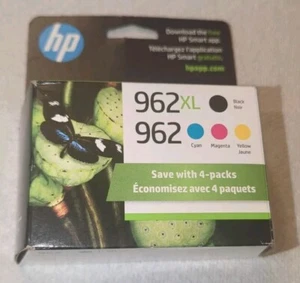 hp
Download the free
HP Smart app.
Téléchargez l'application
HP Smart gratuite
hpapp.com
962XL
Black
Noir
962
Cyan
Magenta
Yellow
Jaune
Save with 4-packs
Économisez avec 4 paquets